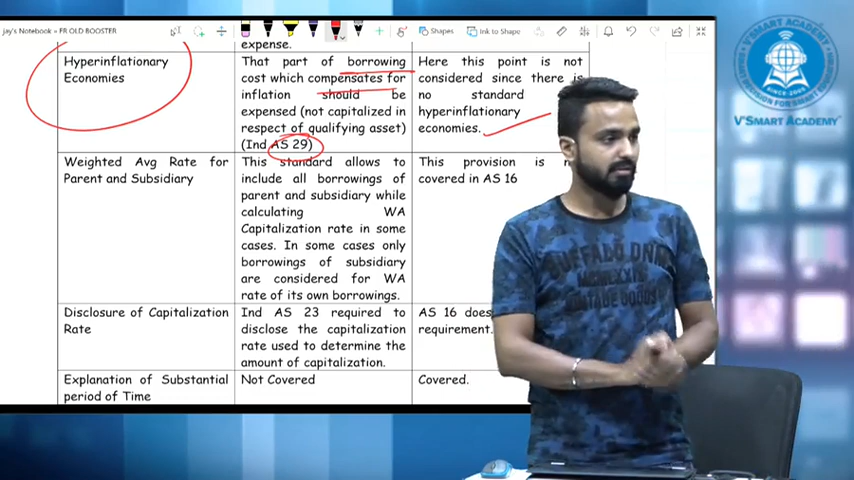 jay's Notebook » FR OLD BOOSTER
Shapes
Ink to Shape
V'SMART ACADEMY
SINCE-2005
V'SMART ACADEMY
expense.
Hyperinflationary
Economies
That part of borrowing
cost which compensates for
inflation should be
expensed (not capitalized in
respect of qualifying asset)
(Ind AS 29)
Here this point is not
considered since there is
no standard
hyperinflationary
economies.
Weighted Avg Rate for
Parent and Subsidiary
This standard allows to
include all borrowings of
parent and subsidiary while
calculating WA
Capitalization rate in some
cases. In some cases only
borrowings of subsidiary
are considered for WA
rate of its own borrowings.
This provision is
covered in AS 16
Disclosure of Capitalization
Rate
Ind AS 23 required to
disclose the capitalization
rate used to determine the
amount of capitalization.
AS 16 does
requirement.
Explanation of Substantial
period of Time
Not Covered
Covered.
BUFFALO